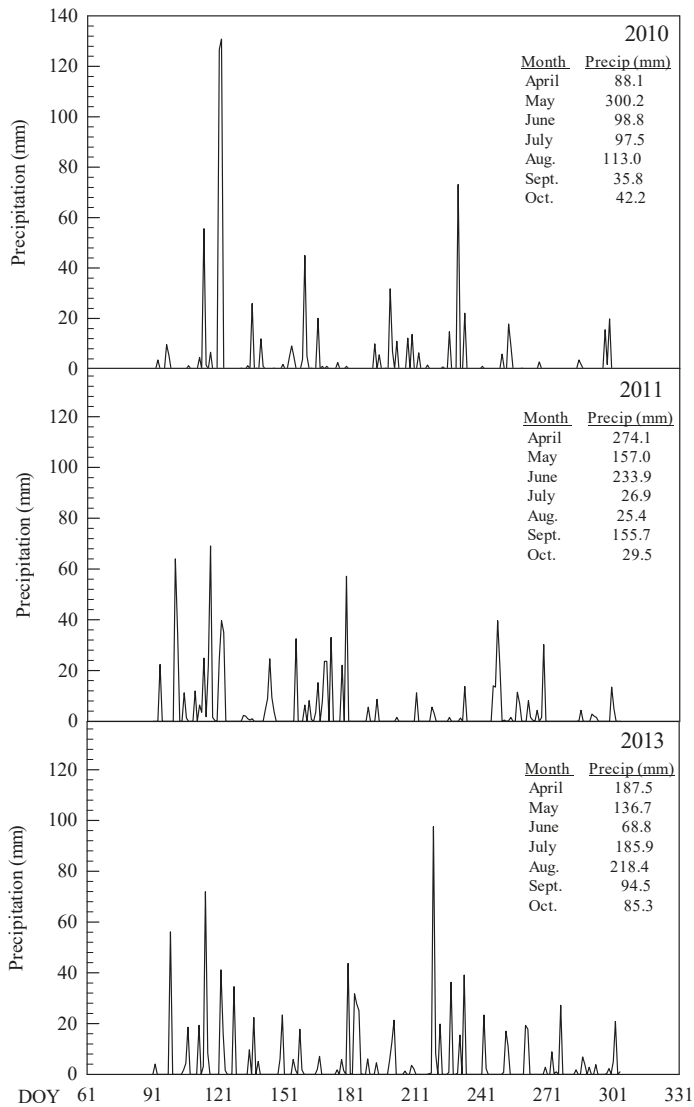 140
2010
Month Precip (mm)
120
April 88.1
May 300.2
100
June 98.8
July 97.5
80
Aug. 113.0
Sept. 35.8
Oct. 42.2
60
40
20
0
Precipitation (mm)
2011
120
Month Precip (mm)
April 274.1
May 157.0
100
June 233.9
July 26.9
80
Aug. 25.4
Sept. 155.7
Oct. 29.5
60
40
20
0
Precipitation (mm)
2013
120
Month Precip (mm)
April 187.5
May 136.7
100
June 68.8
July 185.9
80
Aug. 218.4
Sept. 94.5
Oct. 85.3
60
40
20
0
Precipitation (mm)
DOY 61 91 121 151 181 211 241 271 301 331